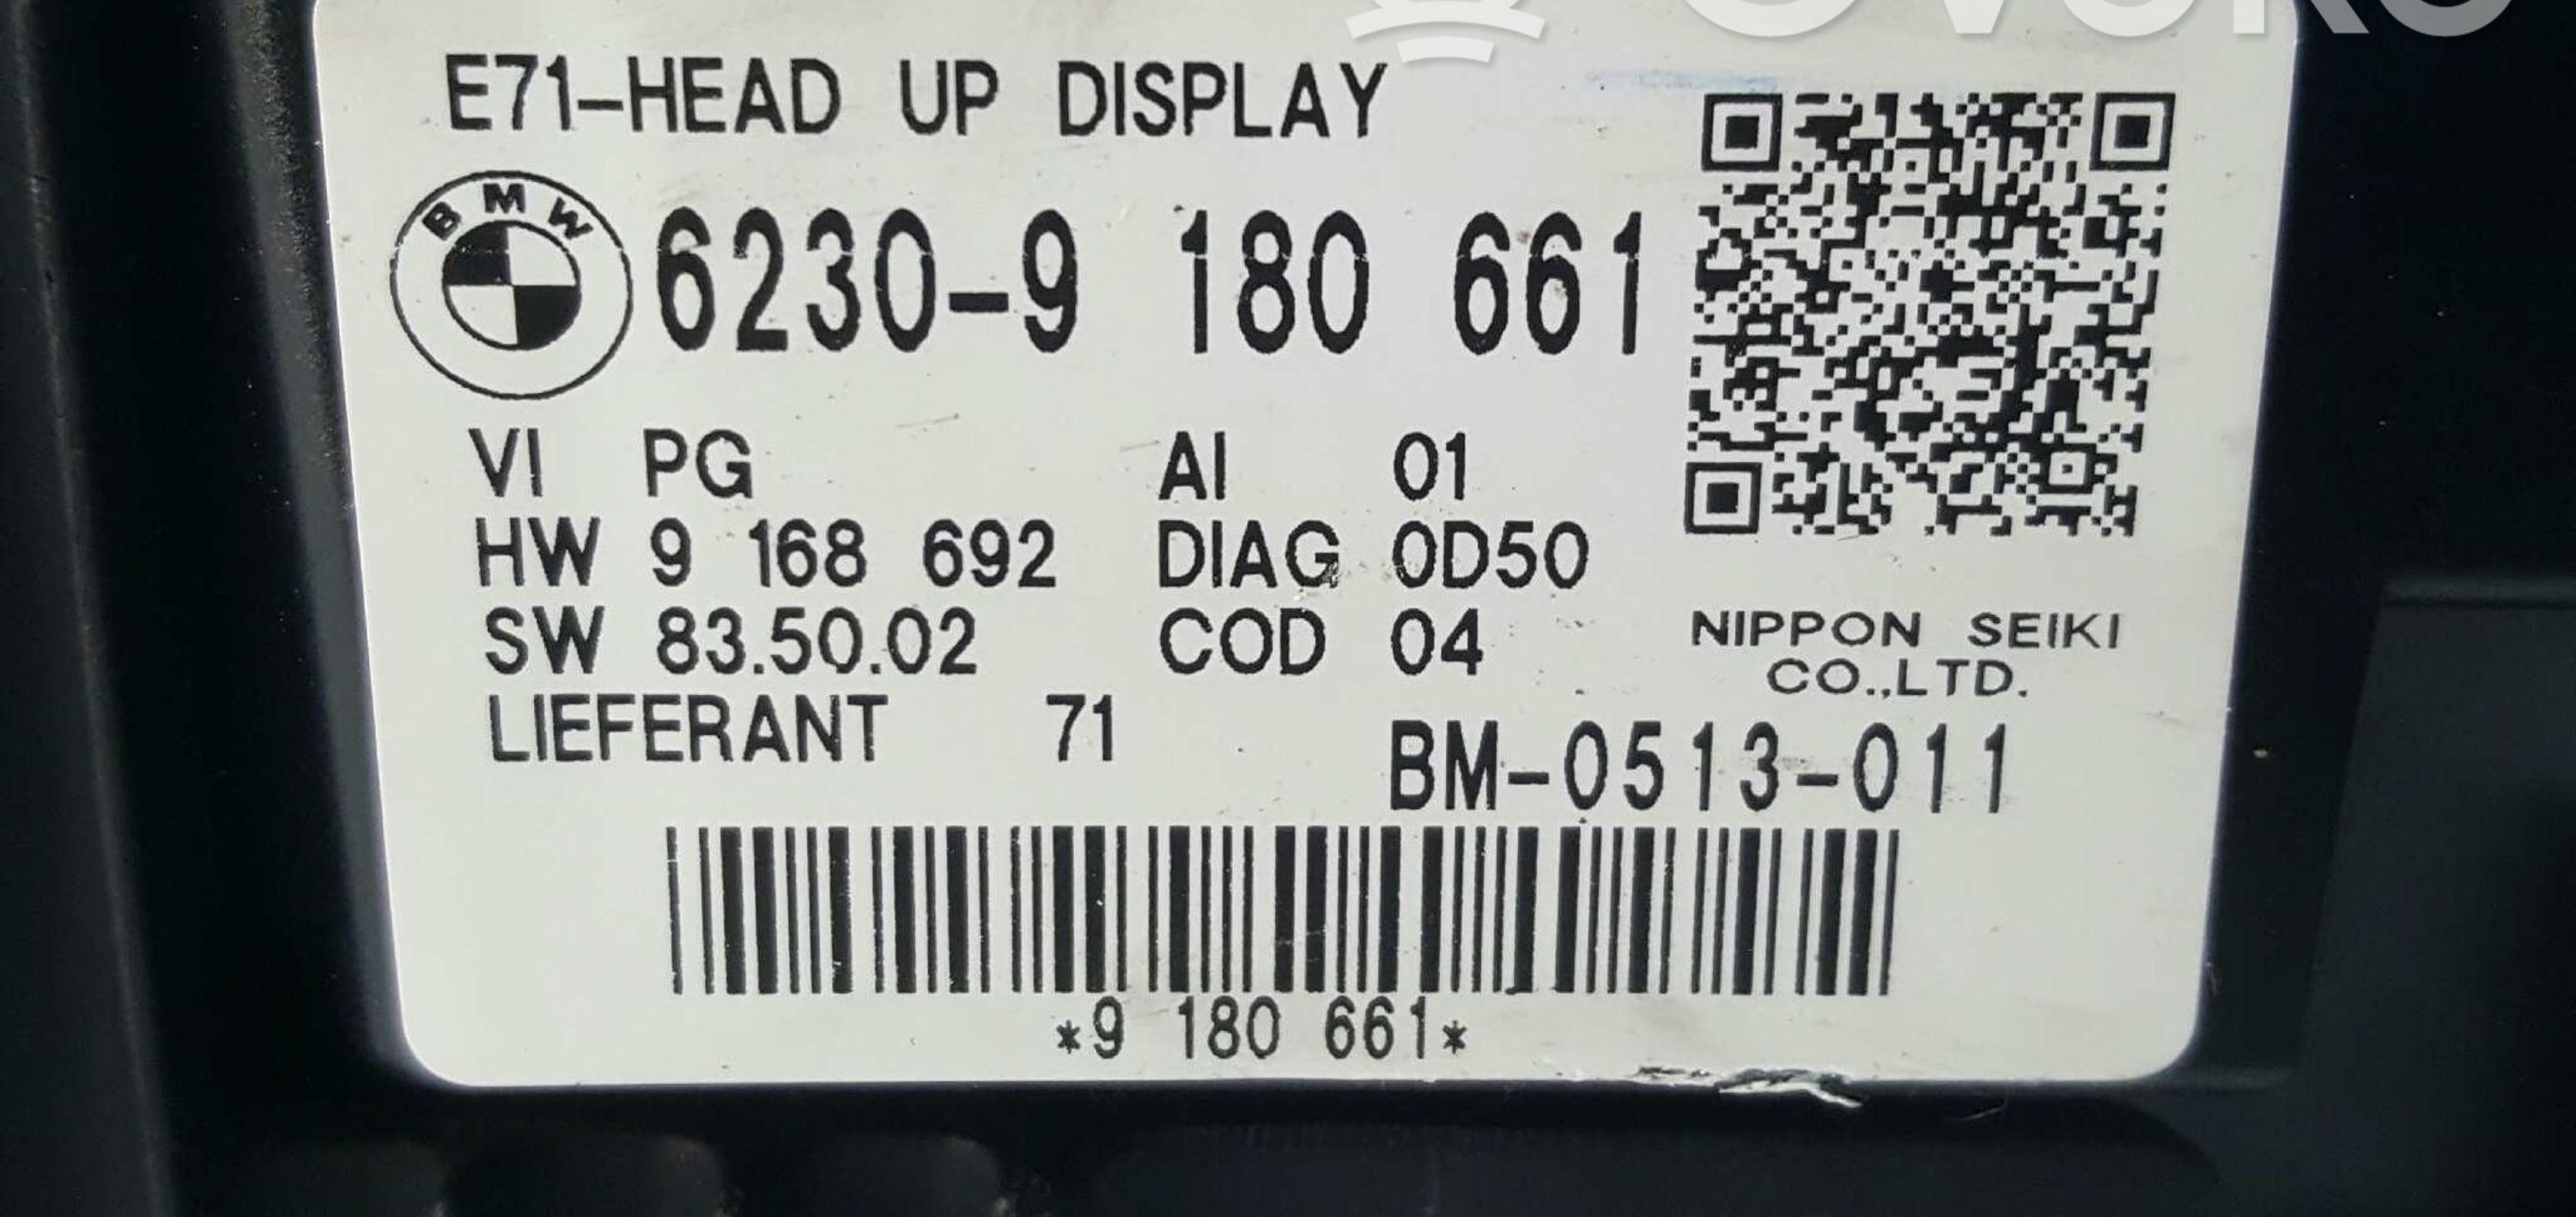 E71-HEAD UP DISPLAY
BMW
6230-9 180 661
VI PG AI 01
HW 9 168 692 DIAG 0D50
SW 83.50.02 COD 04
LIEFERANT 71
NIPPON SEIKI
CO.,LTD.
BM-0513-011
*9 180 661*